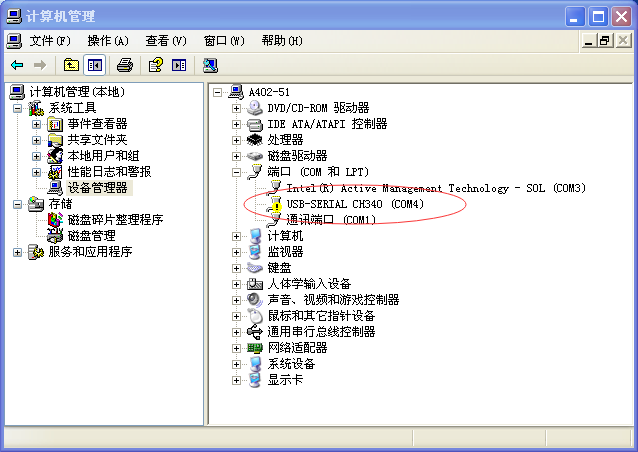 计算机管理
文件(F) 操作(A) 查看(V) 窗口(W) 帮助(H)
计算机管理(本地)
系统工具
事件查看器
共享文件夹
本地用户和组
性能日志和警报
设备管理器
存储
磁盘碎片整理程序
磁盘管理
服务和应用程序
A402-51
DVD/CD-ROM 驱动器
IDE ATA/ATAPI 控制器
处理器
磁盘驱动器
端口 (COM 和 LPT)
Intel(R) Active Management Technology - SOL (COM3)
USB-SERIAL CH340 (COM4)
通讯端口 (COM1)
计算机
监视器
键盘
人体学输入设备
声音、视频和游戏控制器
鼠标和其它指针设备
通用串行总线控制器
网络适配器
系统设备
显示卡